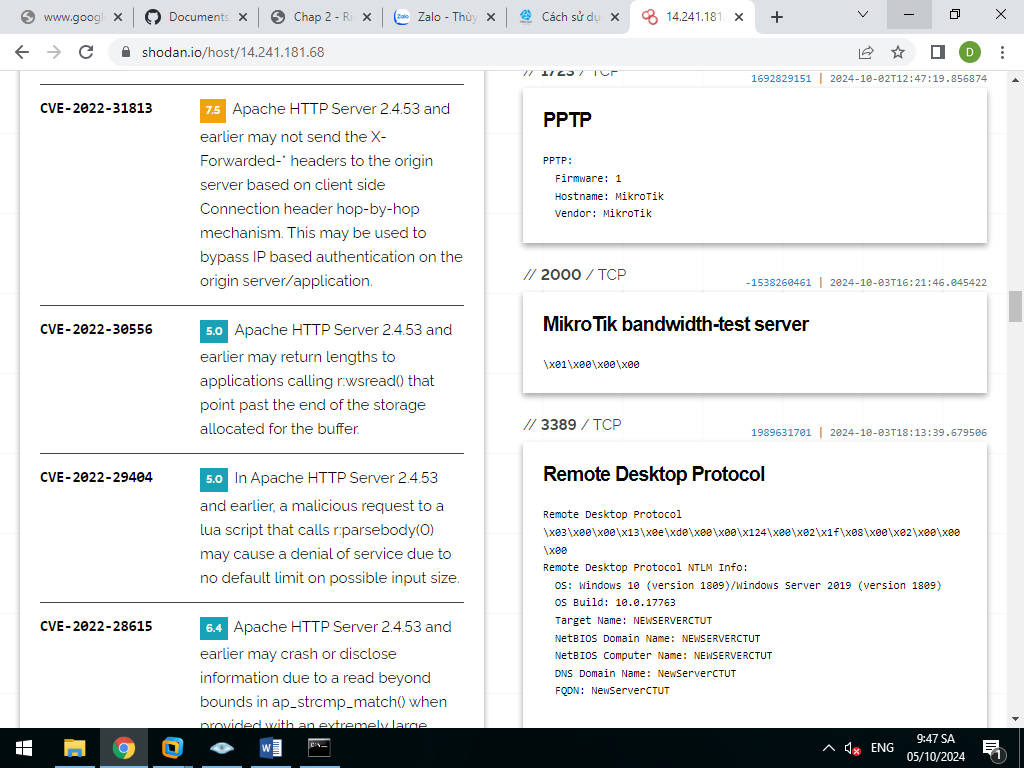 www.googl
Documents
Chap 2 - Ri
Zalo - Thùy
Cách sử dụ
14.241.181.
shodan.io/host/14.241.181.68
D
CVE-2022-31813
7.5 Apache HTTP Server 2.4.53 and
earlier may not send the X-
Forwarded-* headers to the origin
server based on client side
Connection header hop-by-hop
mechanism. This may be used to
bypass IP based authentication on the
origin server/application.
CVE-2022-30556
5.0 Apache HTTP Server 2.4.53 and
earlier may return lengths to
applications calling r:wsread() that
point past the end of the storage
allocated for the buffer.
CVE-2022-29404
5.0 In Apache HTTP Server 2.4.53
and earlier, a malicious request to a
lua script that calls r:parsebody(0)
may cause a denial of service due to
no default limit on possible input size.
CVE-2022-28615
6.4 Apache HTTP Server 2.4.53 and
earlier may crash or disclose
information due to a read beyond
bounds in ap_strcmp_match() when
provided with an extremely large
// 1723 / TCP
1692829151 | 2024-10-02T12:47:19.856874
PPTP
PPTP:
Firmware: 1
Hostname: MikroTik
Vendor: MikroTik
// 2000 / TCP
-1538260461 | 2024-10-03T16:21:46.045422
MikroTik bandwidth-test server
\x01\x00\x00\x00
// 3389 / TCP
1989631701 | 2024-10-03T18:13:39.679506
Remote Desktop Protocol
Remote Desktop Protocol
\x03\x00\x00\x13\x0e\xd0\x00\x00\x124\x00\x02\x1f\x08\x00\x02\x00\x00
\x00
Remote Desktop Protocol NTLM Info:
OS: Windows 10 (version 1809)/Windows Server 2019 (version 1809)
OS Build: 10.0.17763
Target Name: NEWSERVERCTUT
NetBIOS Domain Name: NEWSERVERCTUT
NetBIOS Computer Name: NEWSERVERCTUT
DNS Domain Name: NewServerCTUT
FQDN: NewServerCTUT
ENG
9:47 SA
05/10/2024
1